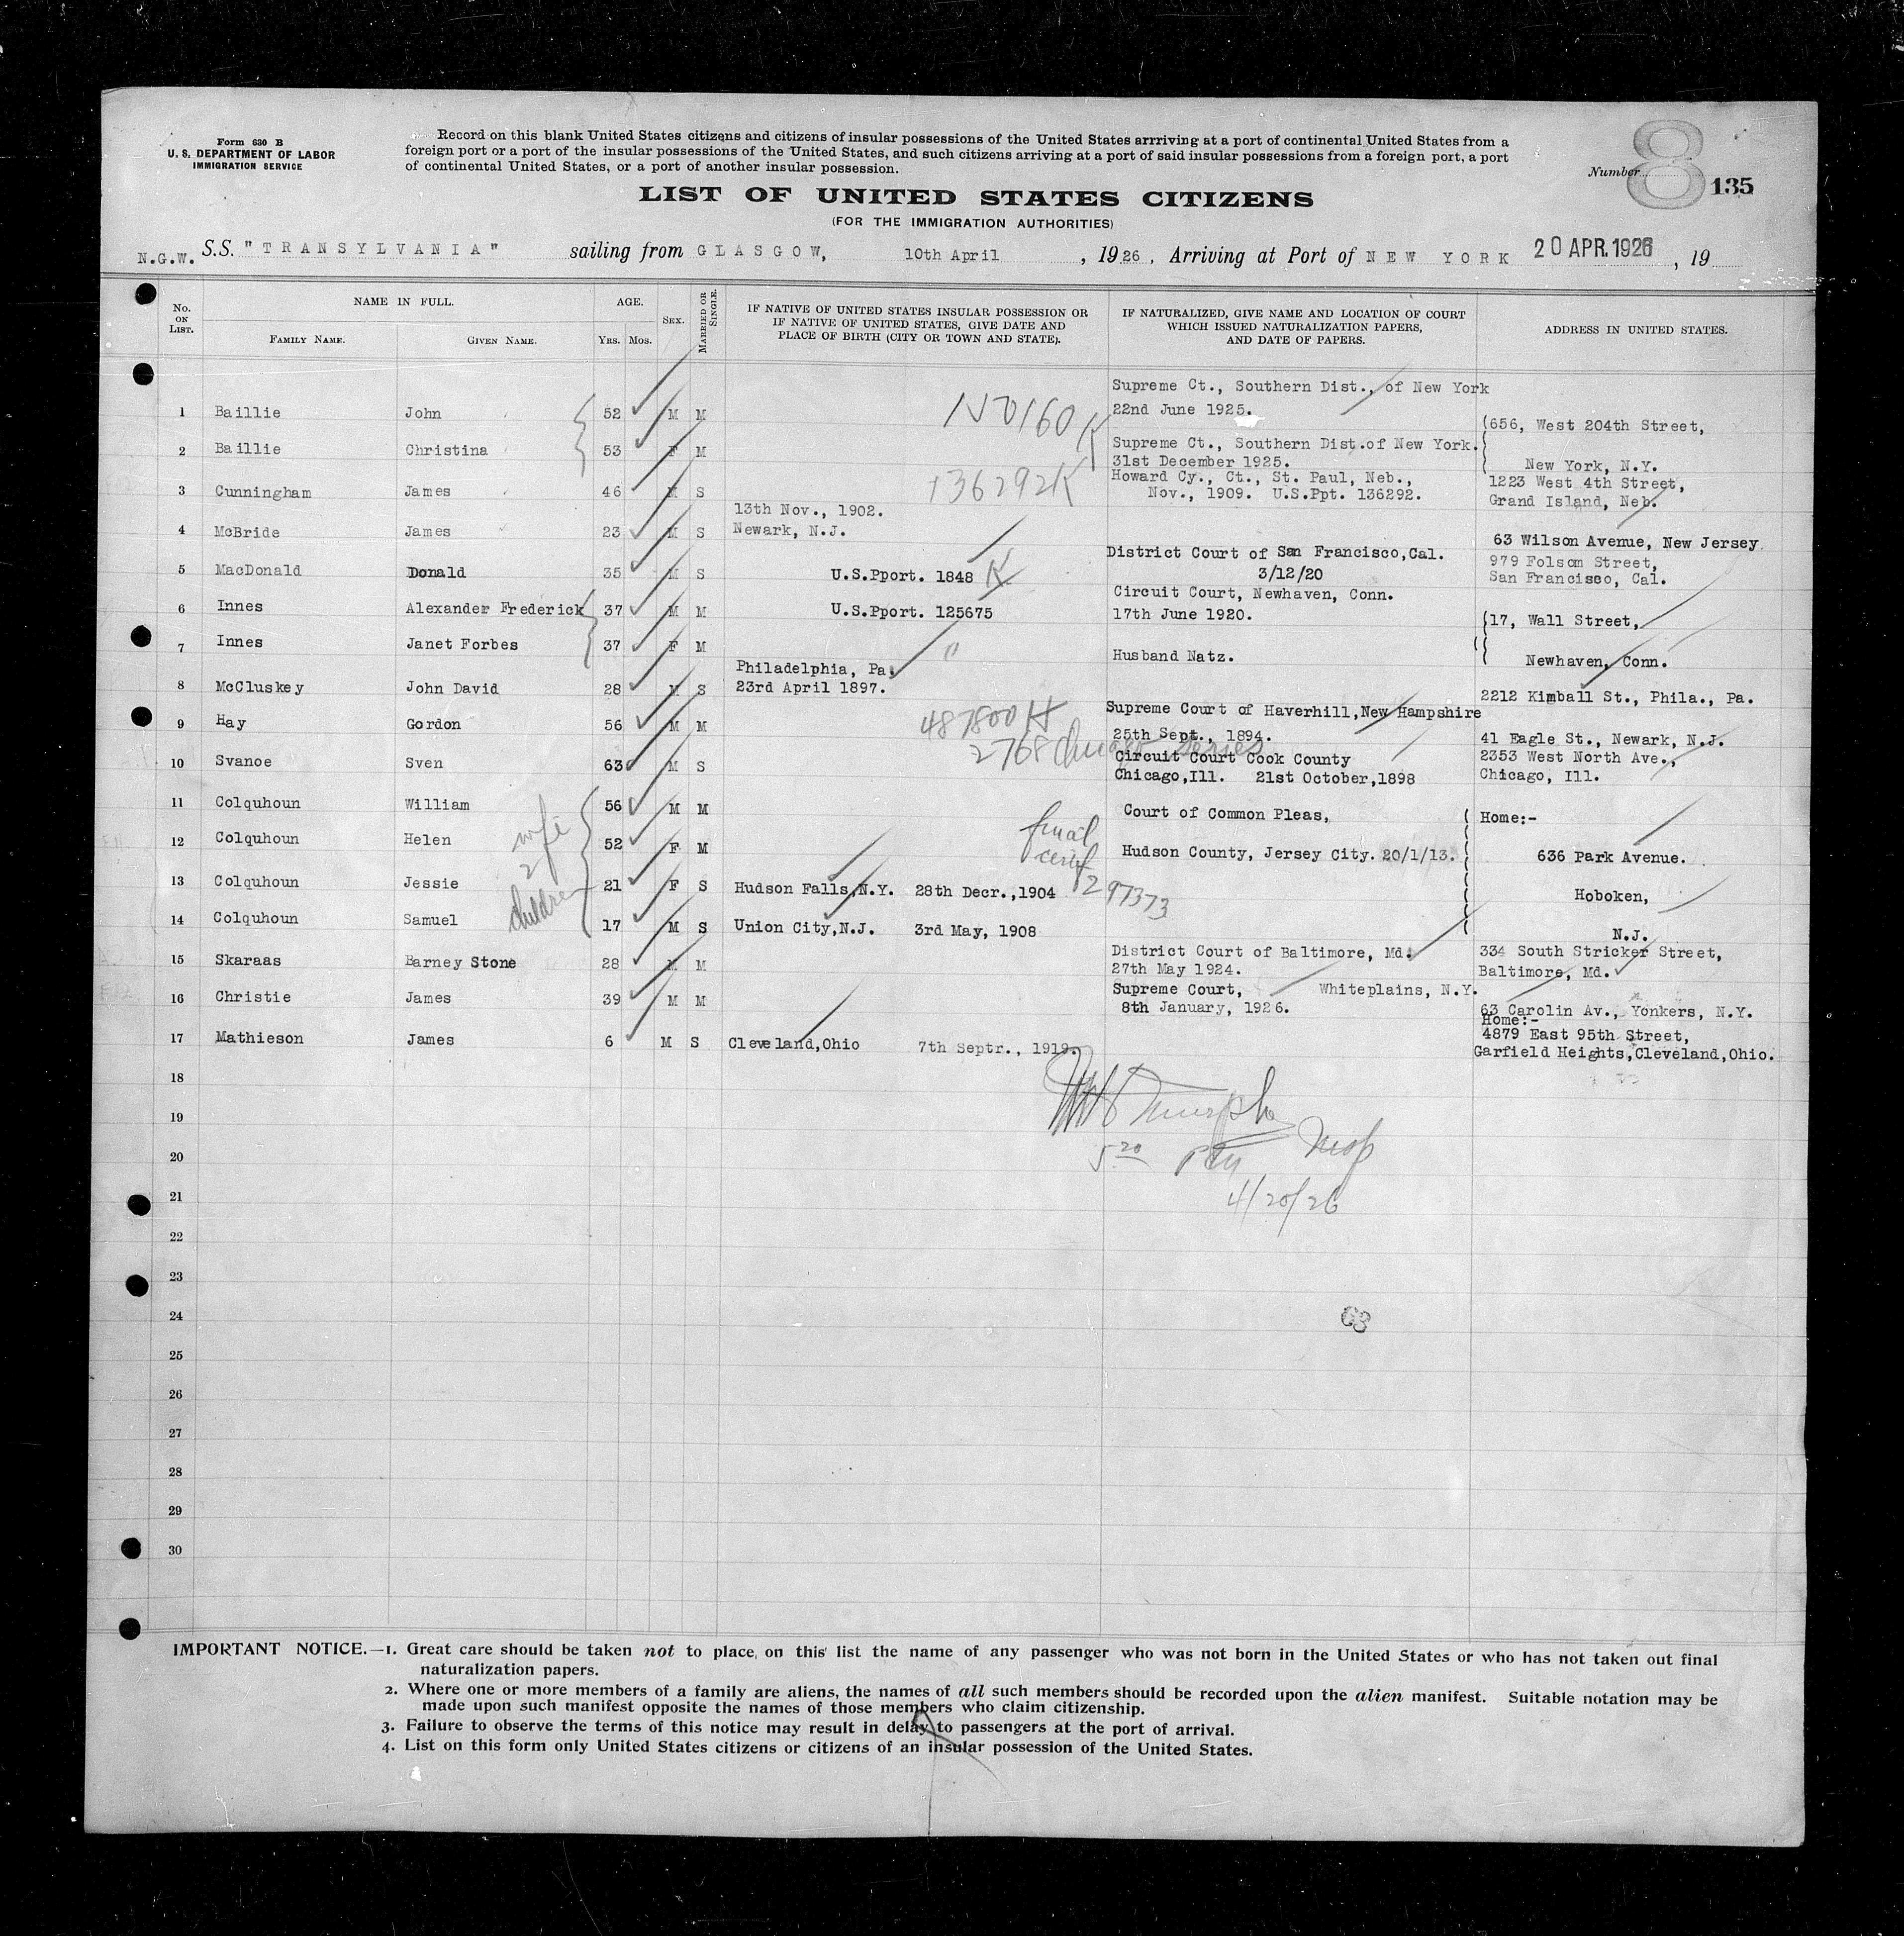 Form 630 B
U. S. DEPARTMENT OF LABOR
IMMIGRATION SERVICE
Record on this blank United States citizens and citizens of insular possessions of the United States arrriving at a port of continental United States from a
foreign port or a port of the insular possessions of the United States, and such citizens arriving at a port of said insular possessions from a foreign port, a port
of continental United States, or a port of another insular possession.
Number 8 135
LIST OF UNITED STATES CITIZENS
(FOR THE IMMIGRATION AUTHORITIES)
N.G.W. S.S. "TRANSYLVANIA" sailing from GLASGOW, 10th April , 1926, Arriving at Port of NEW YORK 20 APR.1926 , 19
No. ON LIST.
NAME IN FULL.
FAMILY NAME. GIVEN NAME.
AGE.
YRS. MOS.
SEX.
MARRIED OR SINGLE.
IF NATIVE OF UNITED STATES INSULAR POSSESSION OR
IF NATIVE OF UNITED STATES, GIVE DATE AND
PLACE OF BIRTH (CITY OR TOWN AND STATE).
IF NATURALIZED, GIVE NAME AND LOCATION OF COURT
WHICH ISSUED NATURALIZATION PAPERS,
AND DATE OF PAPERS.
ADDRESS IN UNITED STATES.
Supreme Ct., Southern Dist., of New York
1 Baillie John 52 M M 22nd June 1925.
(656, West 204th Street,
Supreme Ct., Southern Dist.of New York.
2 Baillie Christina 53 F M 31st December 1925. New York, N.Y.
Howard Cy., Ct., St. Paul, Neb., 1223 West 4th Street,
3 Cunningham James 46 M S 136292K Nov., 1909. U.S.Ppt. 136292. Grand Island, Neb.
13th Nov., 1902.
4 McBride James 23 M S Newark, N.J. 63 Wilson Avenue, New Jersey
District Court of San Francisco,Cal. 979 Folsom Street,
5 MacDonald Donald 35 M S U.S.Pport. 1848 K 3/12/20 San Francisco, Cal.
Circuit Court, Newhaven, Conn.
6 Innes Alexander Frederick 37 M M U.S.Pport. 125675 17th June 1920. (17, Wall Street,
7 Innes Janet Forbes 37 F M " Husband Natz. Newhaven, Conn.
Philadelphia, Pa.
8 McCluskey John David 28 M S 23rd April 1897. 2212 Kimball St., Phila., Pa.
Supreme Court of Haverhill,New Hampshire
9 Hay Gordon 56 M M 487800 H 25th Sept., 1894. 41 Eagle St., Newark, N.J.
2768 Chicago series
Circuit Court Cook County 2353 West North Ave.,
10 Svanoe Sven 63 M S Chicago,Ill. 21st October,1898 Chicago, Ill.
11 Colquhoun William 56 M M Court of Common Pleas, Home:-
wife
2
children
final
certif
297373
12 Colquhoun Helen 52 F M Hudson County, Jersey City. 20/1/13. 636 Park Avenue.
13 Colquhoun Jessie 21 F S Hudson Falls,N.Y. 28th Decr.,1904 Hoboken,
14 Colquhoun Samuel 17 M S Union City,N.J. 3rd May, 1908 N.J.
District Court of Baltimore, Md. 334 South Stricker Street,
15 Skaraas Barney Stone 28 M M 27th May 1924. Baltimore, Md.
Supreme Court, Whiteplains, N.Y.
16 Christie James 39 M M 8th January, 1926. 63 Carolin Av., Yonkers, N.Y.
Home:-
4879 East 95th Street,
17 Mathieson James 6 M S Cleveland,Ohio 7th Septr., 1919. Garfield Heights,Cleveland,Ohio.
18
19
20
5 20 pm
4/20/26
21
22
23
24
63
25
26
27
28
29
30
IMPORTANT NOTICE.—1. Great care should be taken not to place on this list the name of any passenger who was not born in the United States or who has not taken out final
naturalization papers.
2. Where one or more members of a family are aliens, the names of all such members should be recorded upon the alien manifest. Suitable notation may be
made upon such manifest opposite the names of those members who claim citizenship.
3. Failure to observe the terms of this notice may result in delay to passengers at the port of arrival.
4. List on this form only United States citizens or citizens of an insular possession of the United States.